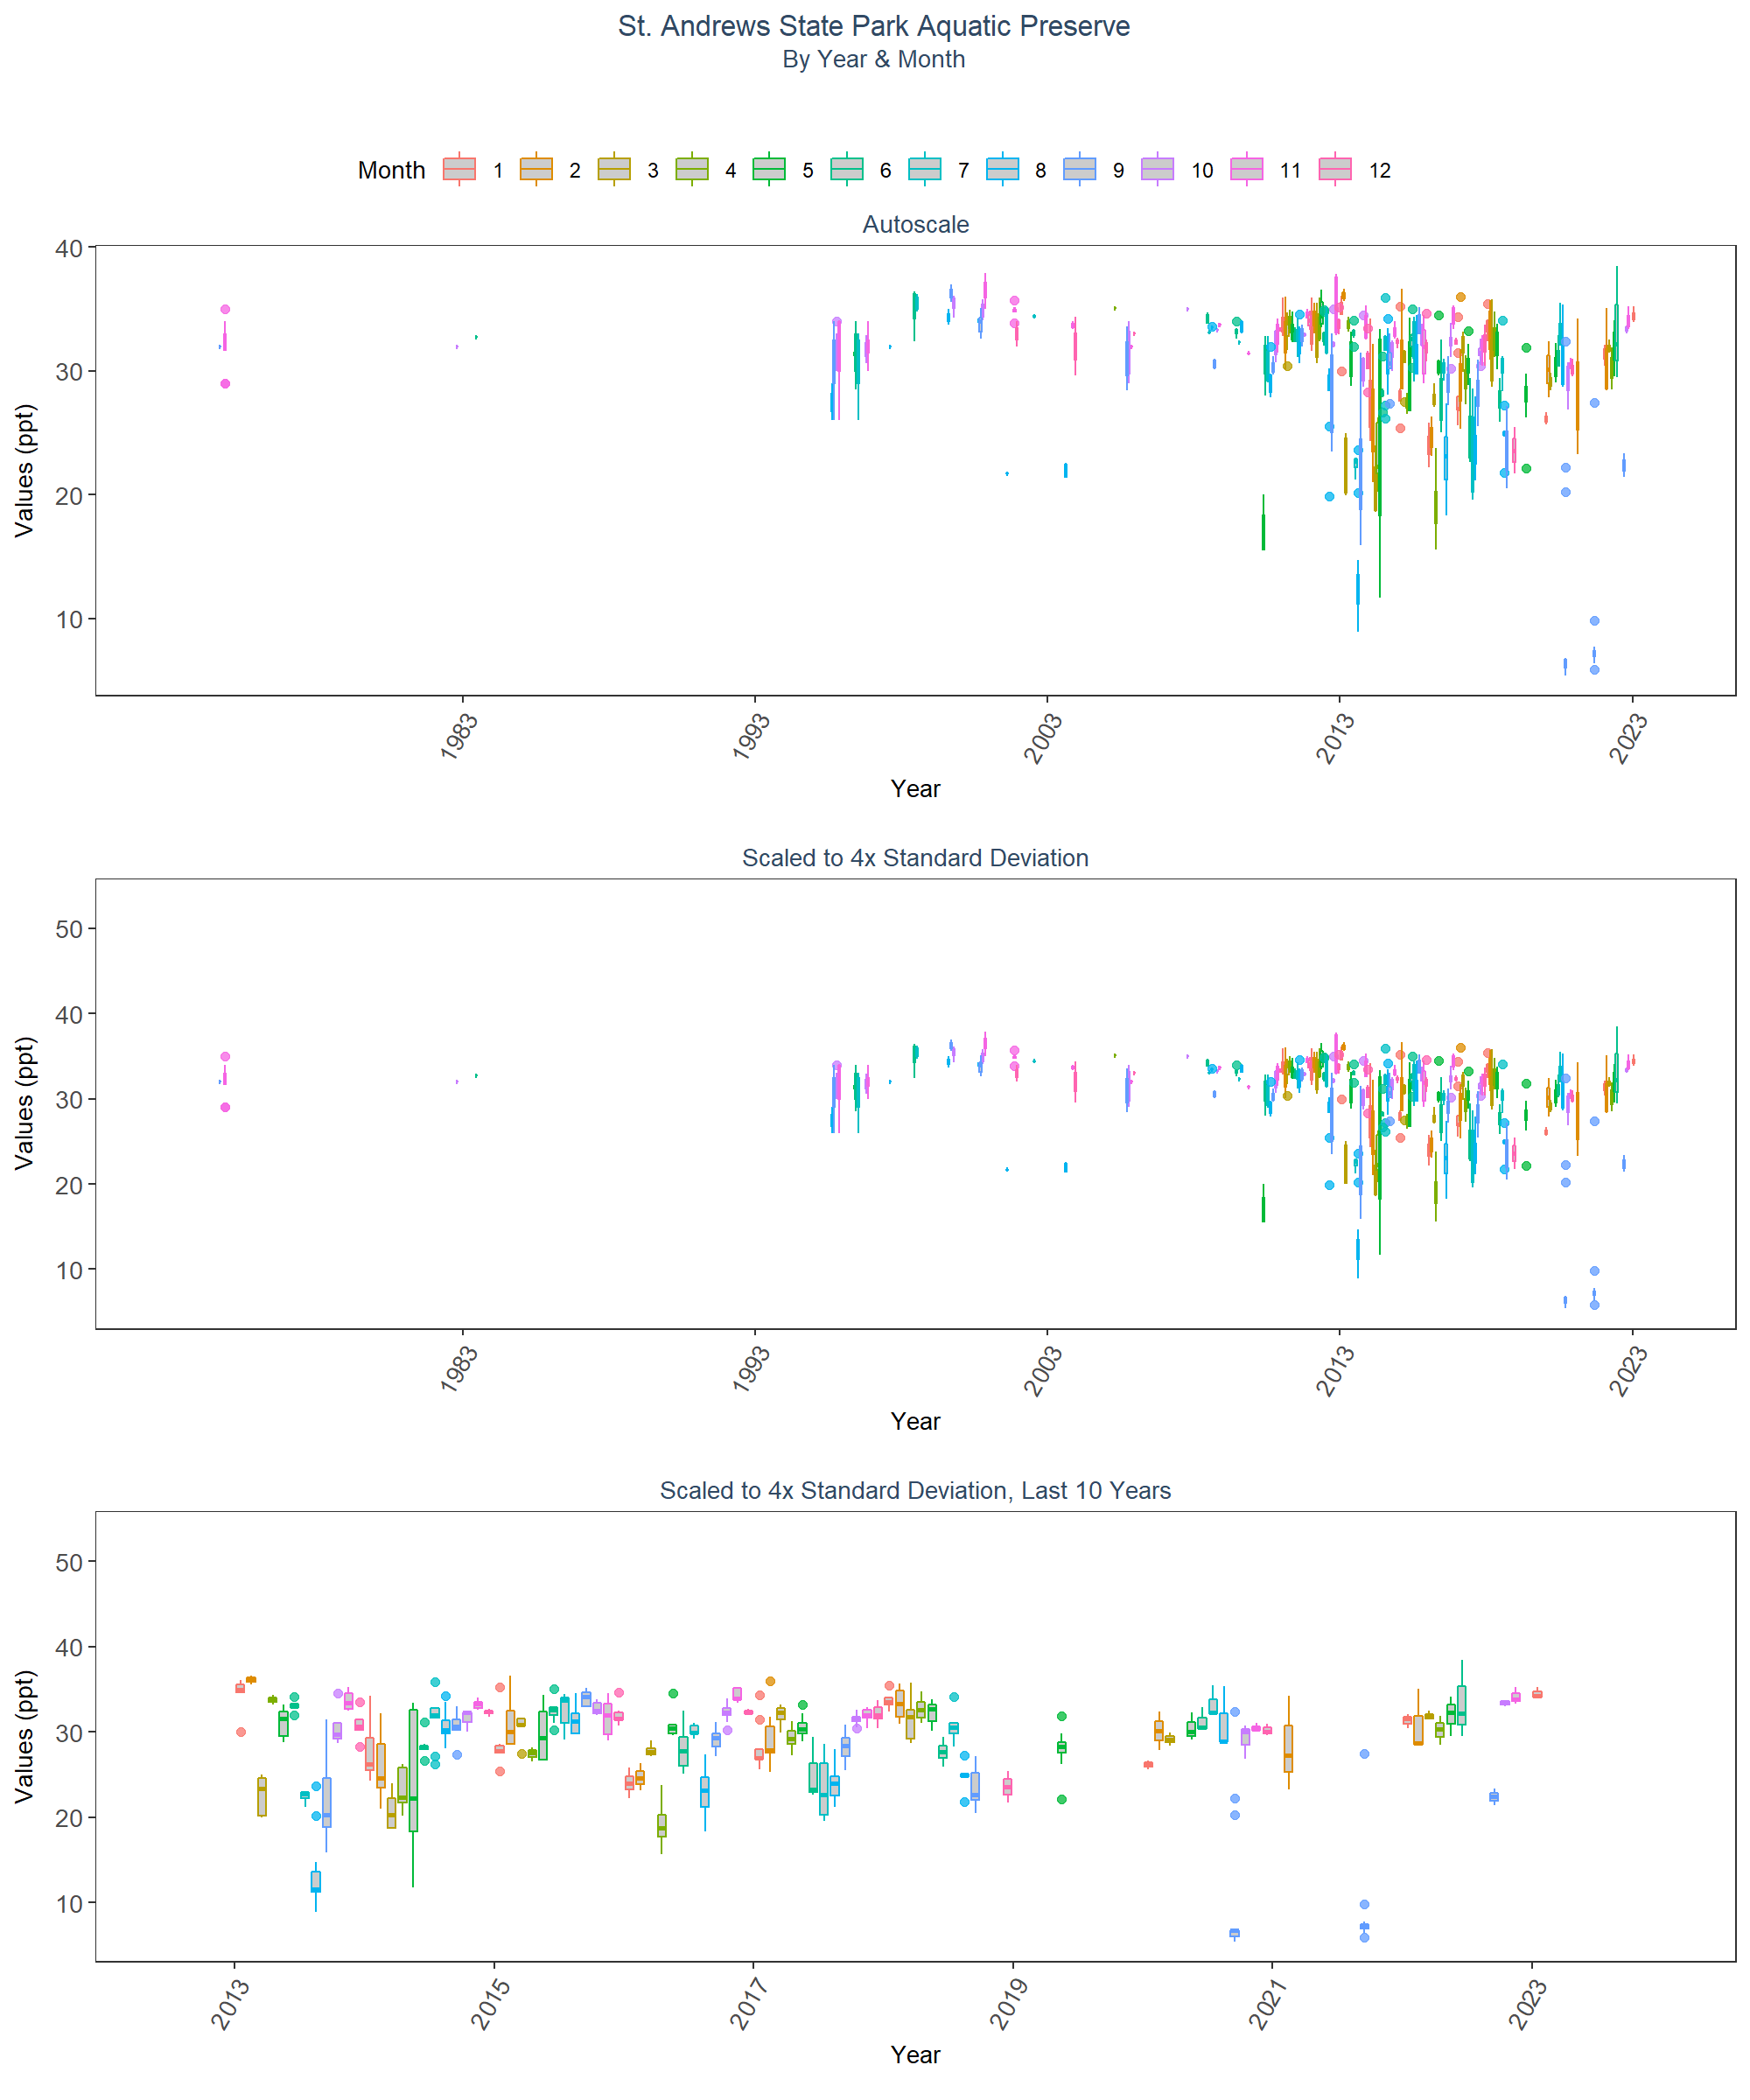 St. Andrews State Park Aquatic Preserve
By Year & Month
Month 1 2 3 4 5 6 7 8 9 10 11 12
Autoscale
40
30
20
10
Values (ppt)
1983 1993 2003 2013 2023
Year
Scaled to 4x Standard Deviation
50
40
30
20
10
Values (ppt)
1983 1993 2003 2013 2023
Year
Scaled to 4x Standard Deviation, Last 10 Years
50
40
30
20
10
Values (ppt)
2013 2015 2017 2019 2021 2023
Year